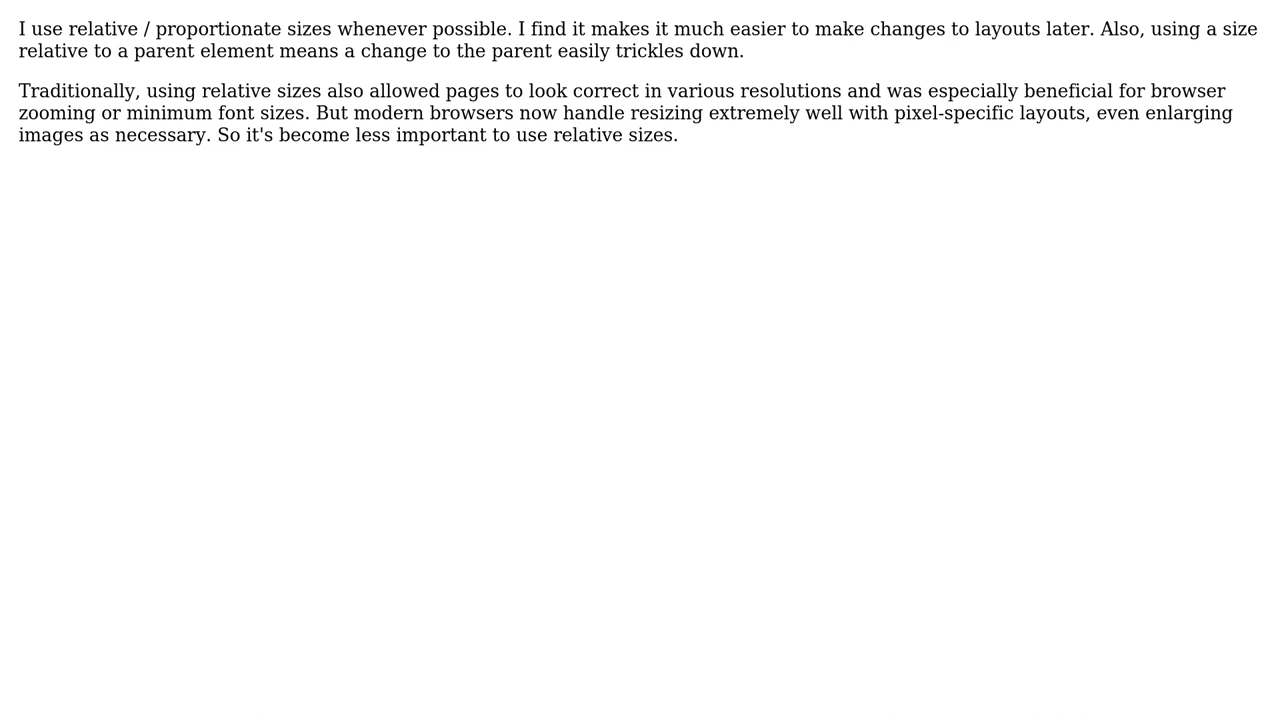 I use relative / proportionate sizes whenever possible. I find it makes it much easier to make changes to layouts later. Also, using a size
relative to a parent element means a change to the parent easily trickles down.
Traditionally, using relative sizes also allowed pages to look correct in various resolutions and was especially beneficial for browser
zooming or minimum font sizes. But modern browsers now handle resizing extremely well with pixel-specific layouts, even enlarging
images as necessary. So it's become less important to use relative sizes.